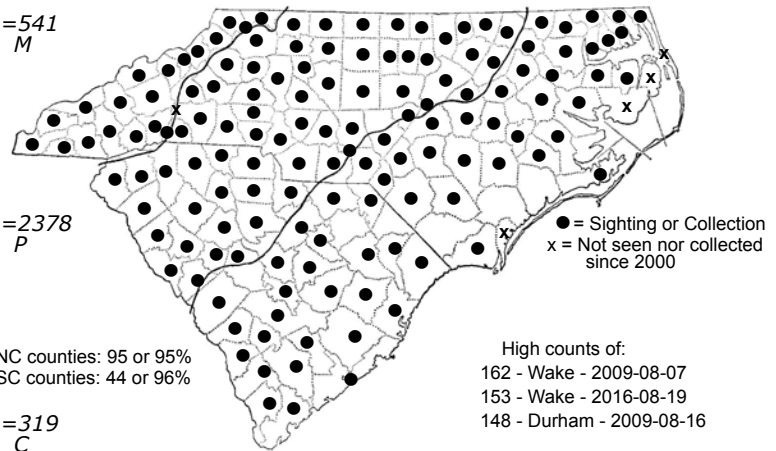 =541
M
=2378
P
● = Sighting or Collection
x = Not seen nor collected
since 2000
NC counties: 95 or 95%
SC counties: 44 or 96%
High counts of:
162 - Wake - 2009-08-07
153 - Wake - 2016-08-19
148 - Durham - 2009-08-16
=319
C